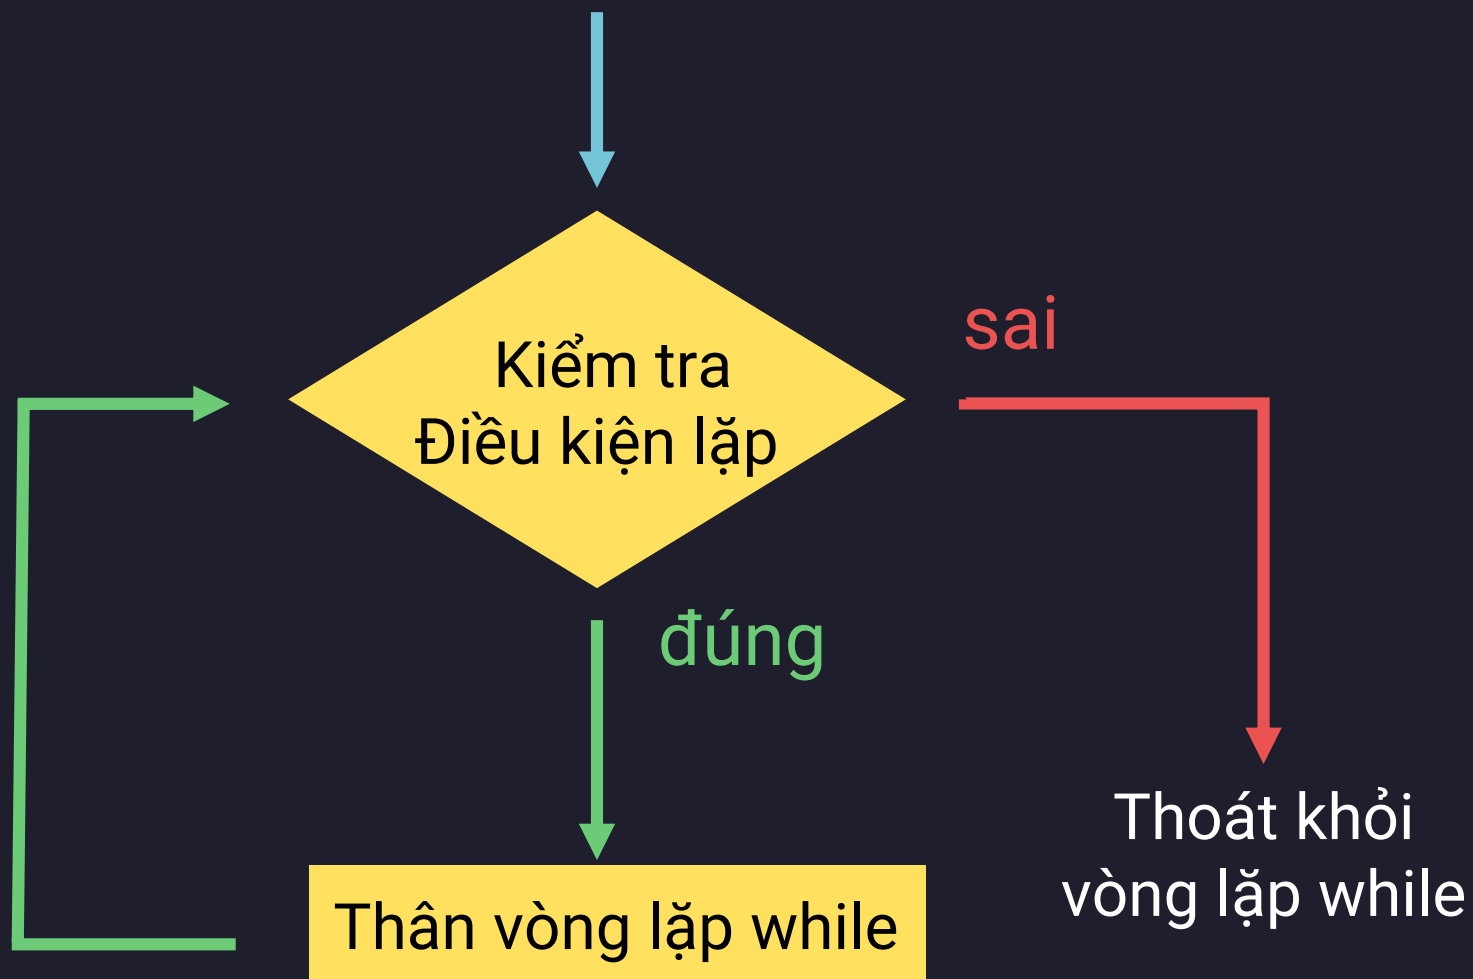 sai
Kiểm tra
Điều kiện lặp
đúng
Thoát khỏi
vòng lặp while
Thân vòng lặp while